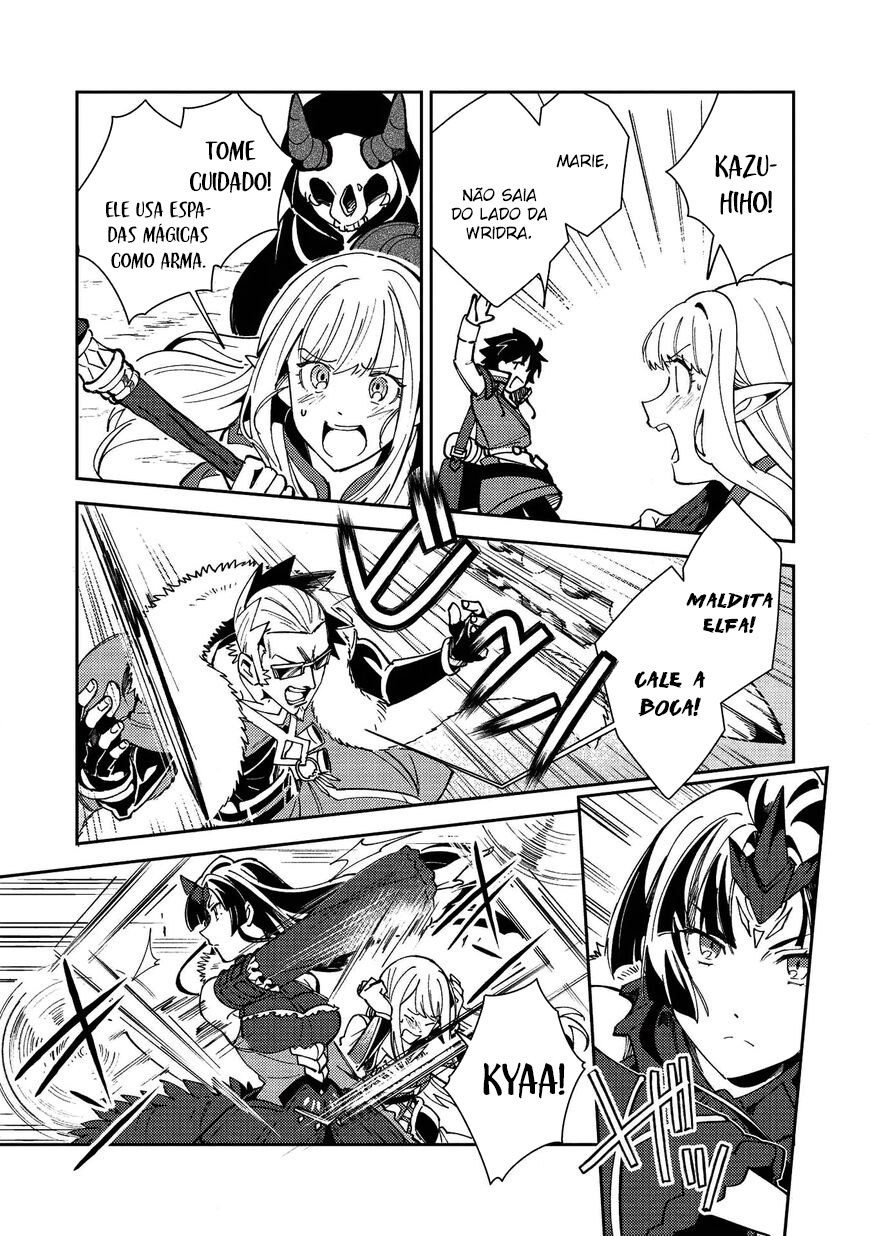 KAZU-
HIHO!
MARIE,
NÃO SAIA
DO LADO DA
WRIDRA.
TOME
CUIDADO!
ELE USA ESPA-
DAS MÁGICAS
COMO ARMA.
MALDITA
ELFA!
CALE A
BOCA!
KYAA!